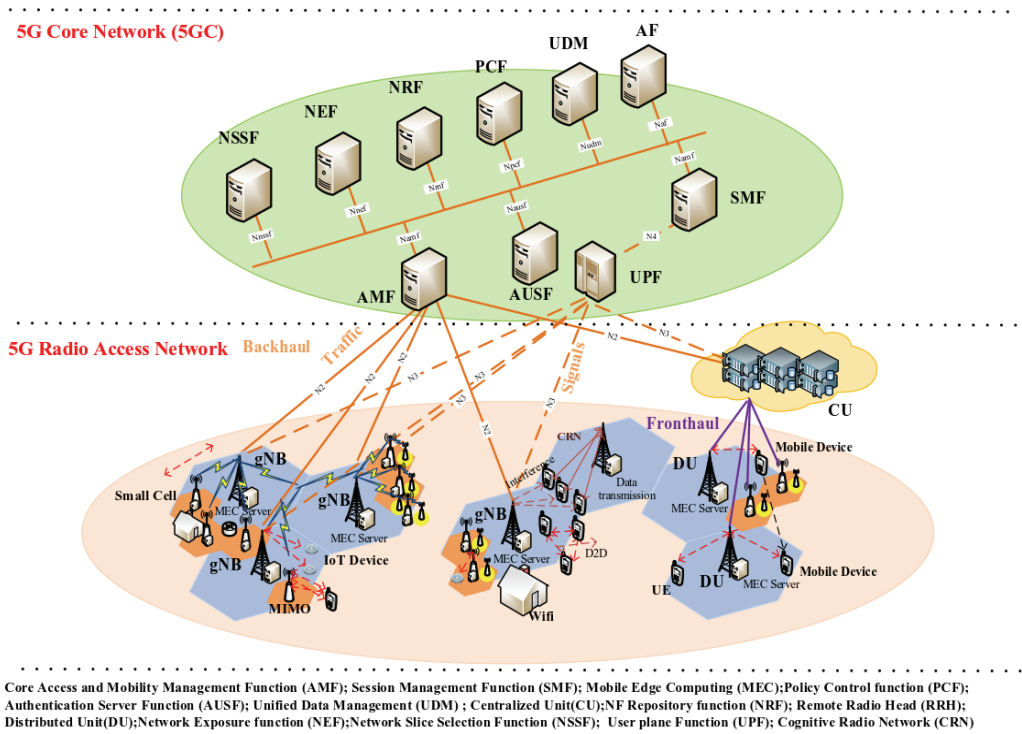 5G Core Network (5GC)
AF
UDM
PCF
NRF
NEF
NSSF
Naf
Nudm
Namf
Npcf
Nnrf
SMF
Nnef
Nausf
Nnssf
Namf
N4
UPF
AMF
AUSF
5G Radio Access Network
Backhaul
Traffic
Signals
N2
N3
N2
N2
N2
N3
N3
N3
N3
N2
CU
Fronthaul
CRN
Mobile Device
gNB
Interference
DU
Small Cell
Data
transmission
MEC Server
gNB
gNB
MEC Server
MEC Server
IoT Device
D2D
gNB
MEC Server
Mobile Device
DU
MEC Server
UE
MIMO
Wifi
Core Access and Mobility Management Function (AMF); Session Management Function (SMF); Mobile Edge Computing (MEC);Policy Control function (PCF);
Authentication Server Function (AUSF); Unified Data Management (UDM) ; Centralized Unit(CU);NF Repository function (NRF); Remote Radio Head (RRH);
Distributed Unit(DU);Network Exposure function (NEF);Network Slice Selection Function (NSSF); User plane Function (UPF); Cognitive Radio Network (CRN)